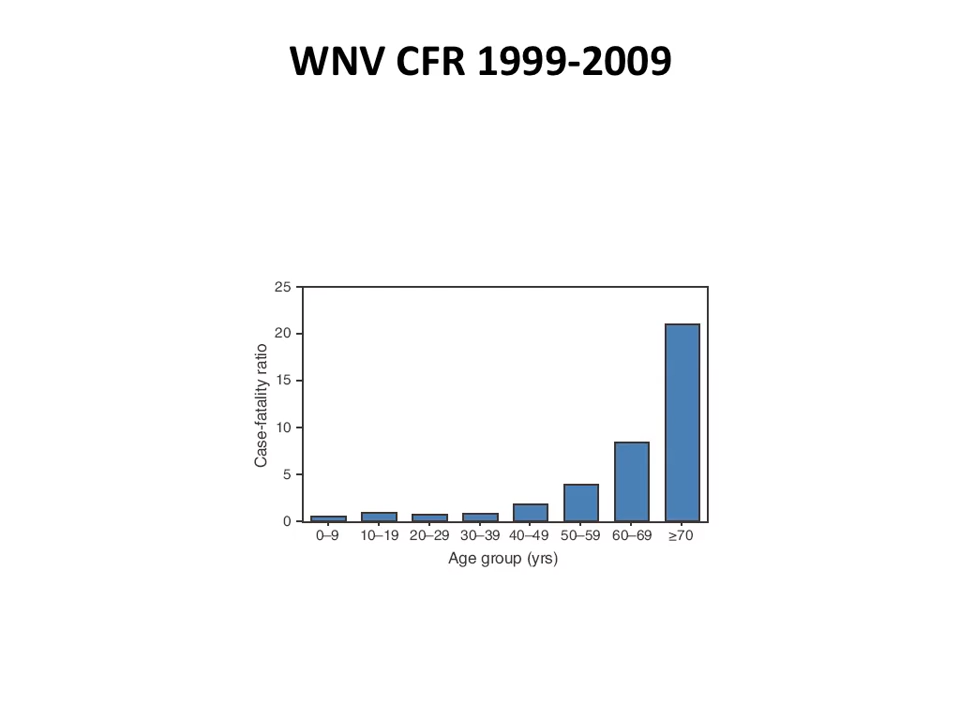 WNV CFR 1999-2009
Case-fatality ratio
25
20
15
10
5
0
0–9 10–19 20–29 30–39 40–49 50–59 60–69 ≥70
Age group (yrs)